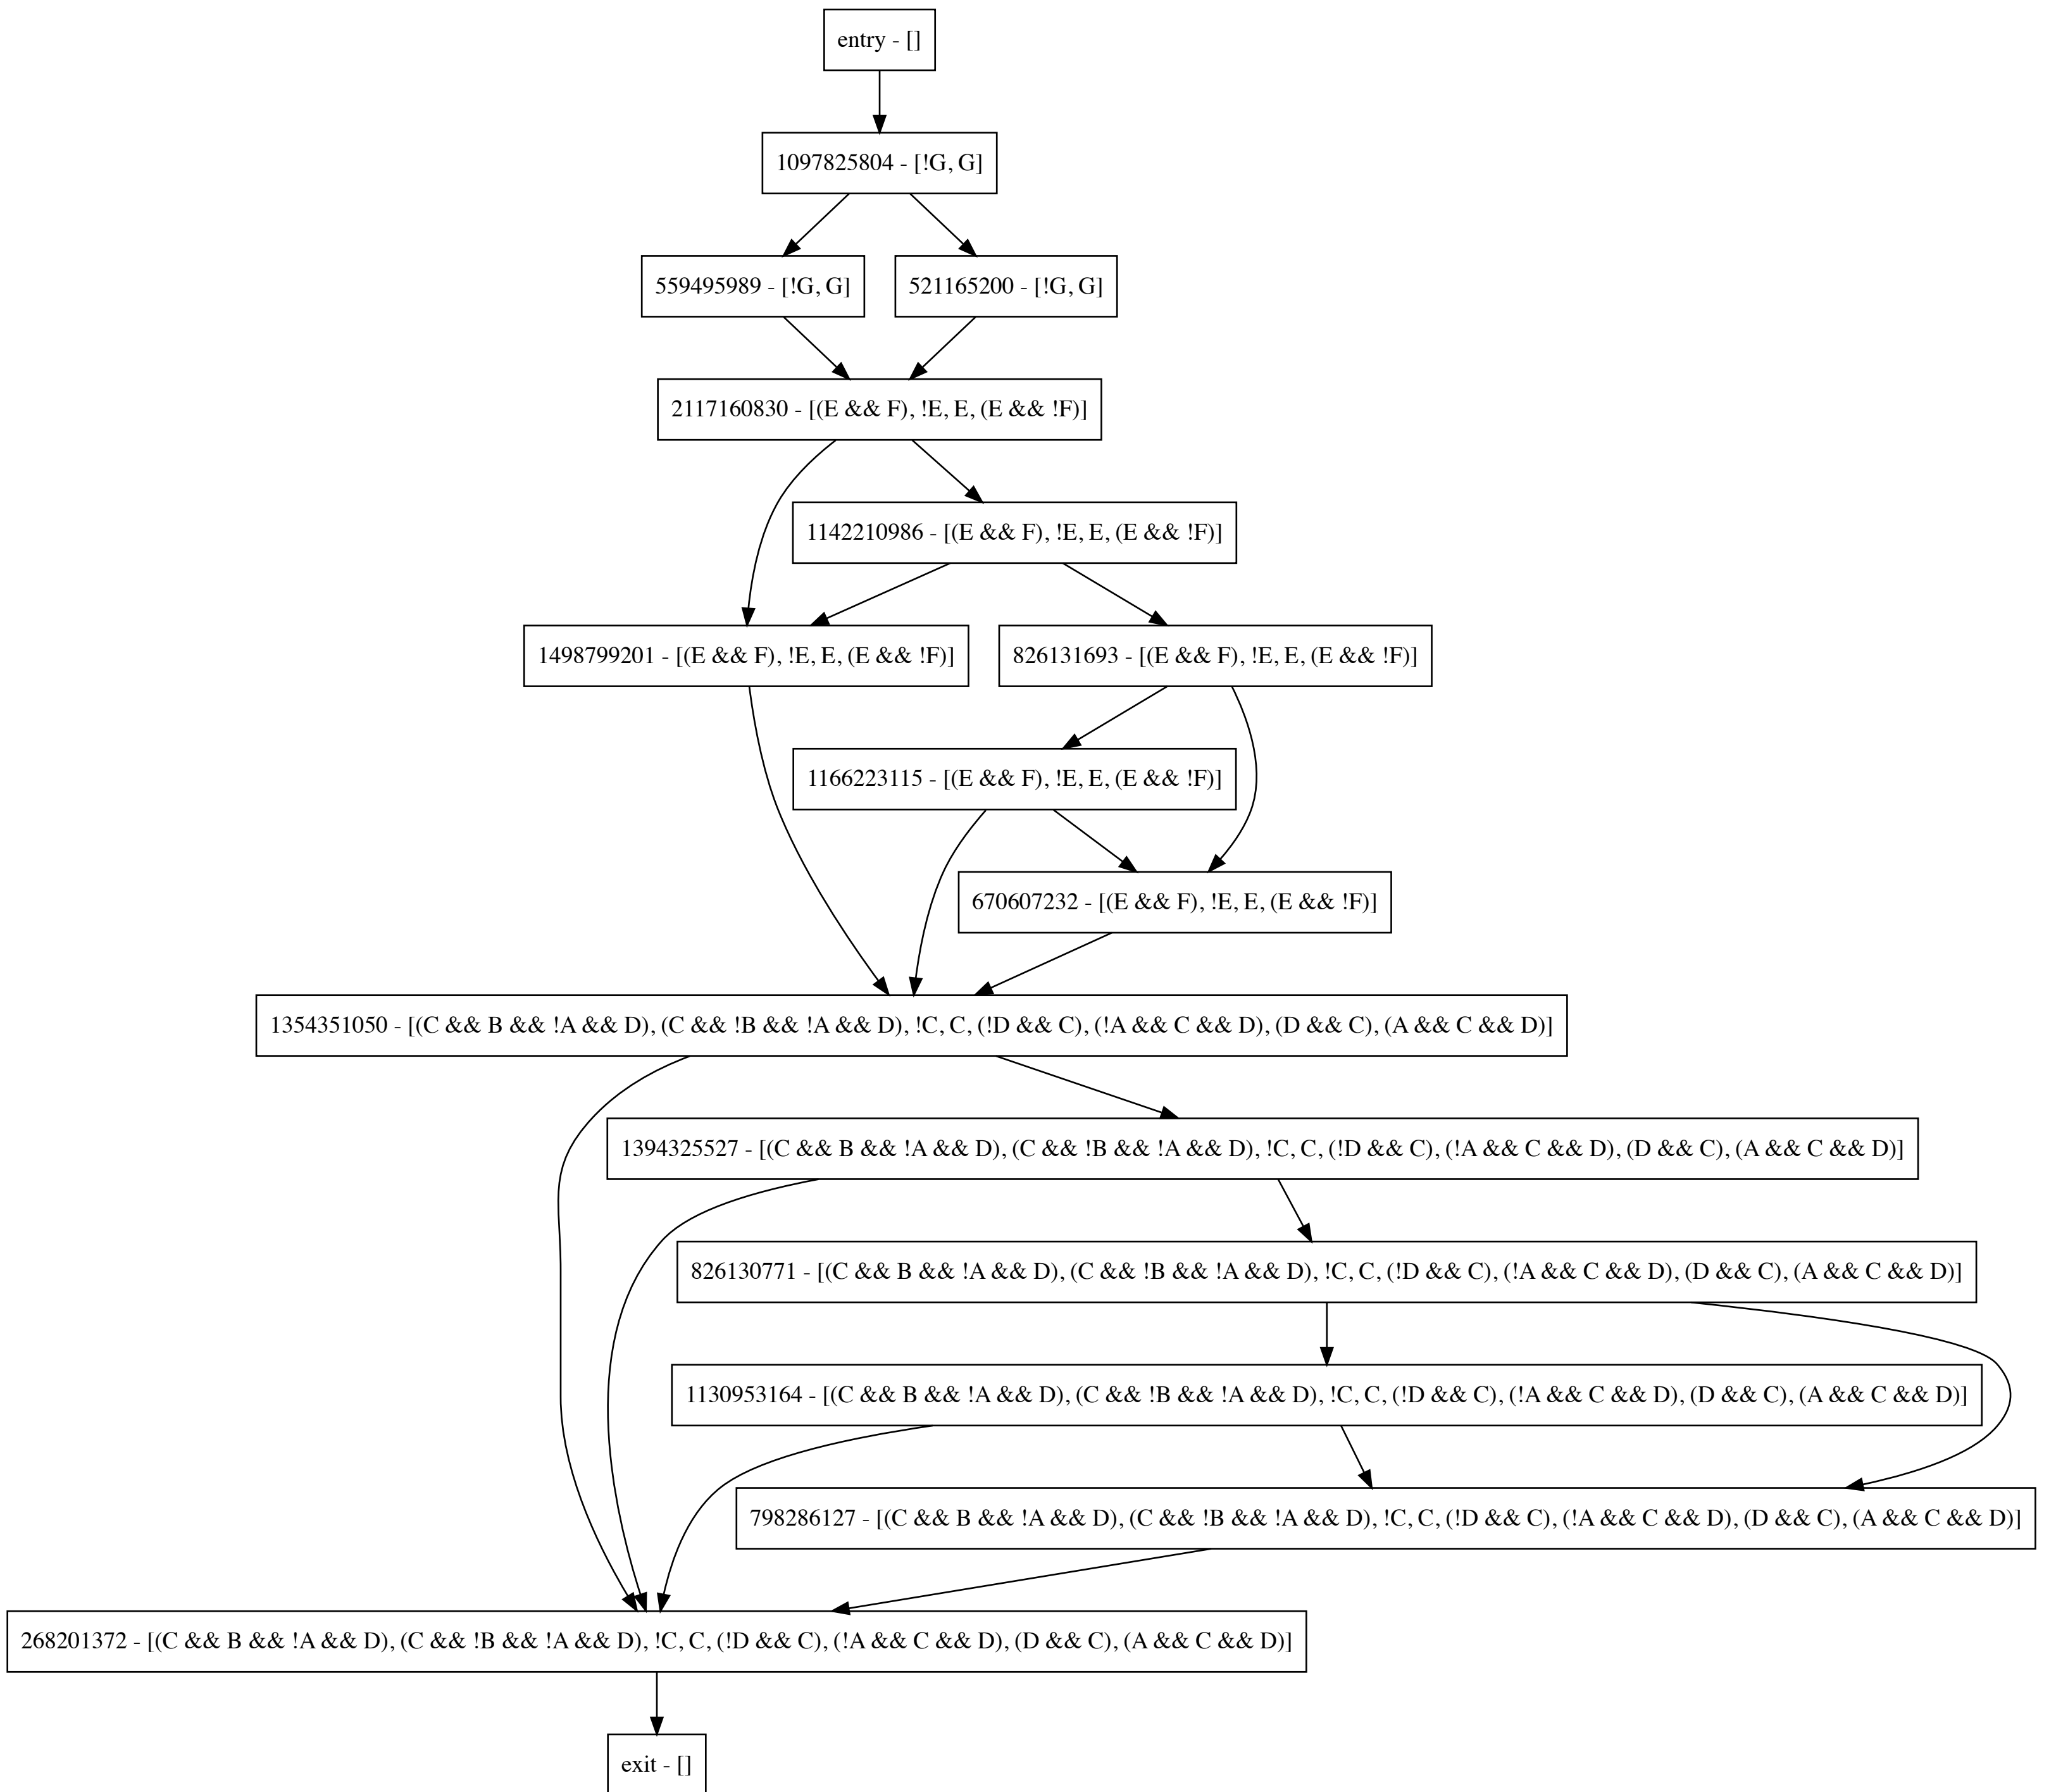 entry - []
1097825804 - [!G, G]
559495989 - [!G, G]
521165200 - [!G, G]
2117160830 - [(E && F), !E, E, (E && !F)]
1142210986 - [(E && F), !E, E, (E && !F)]
1498799201 - [(E && F), !E, E, (E && !F)]
826131693 - [(E && F), !E, E, (E && !F)]
1166223115 - [(E && F), !E, E, (E && !F)]
670607232 - [(E && F), !E, E, (E && !F)]
1354351050 - [(C && B && !A && D), (C && !B && !A && D), !C, C, (!D && C), (!A && C && D), (D && C), (A && C && D)]
1394325527 - [(C && B && !A && D), (C && !B && !A && D), !C, C, (!D && C), (!A && C && D), (D && C), (A && C && D)]
826130771 - [(C && B && !A && D), (C && !B && !A && D), !C, C, (!D && C), (!A && C && D), (D && C), (A && C && D)]
1130953164 - [(C && B && !A && D), (C && !B && !A && D), !C, C, (!D && C), (!A && C && D), (D && C), (A && C && D)]
798286127 - [(C && B && !A && D), (C && !B && !A && D), !C, C, (!D && C), (!A && C && D), (D && C), (A && C && D)]
268201372 - [(C && B && !A && D), (C && !B && !A && D), !C, C, (!D && C), (!A && C && D), (D && C), (A && C && D)]
exit - []